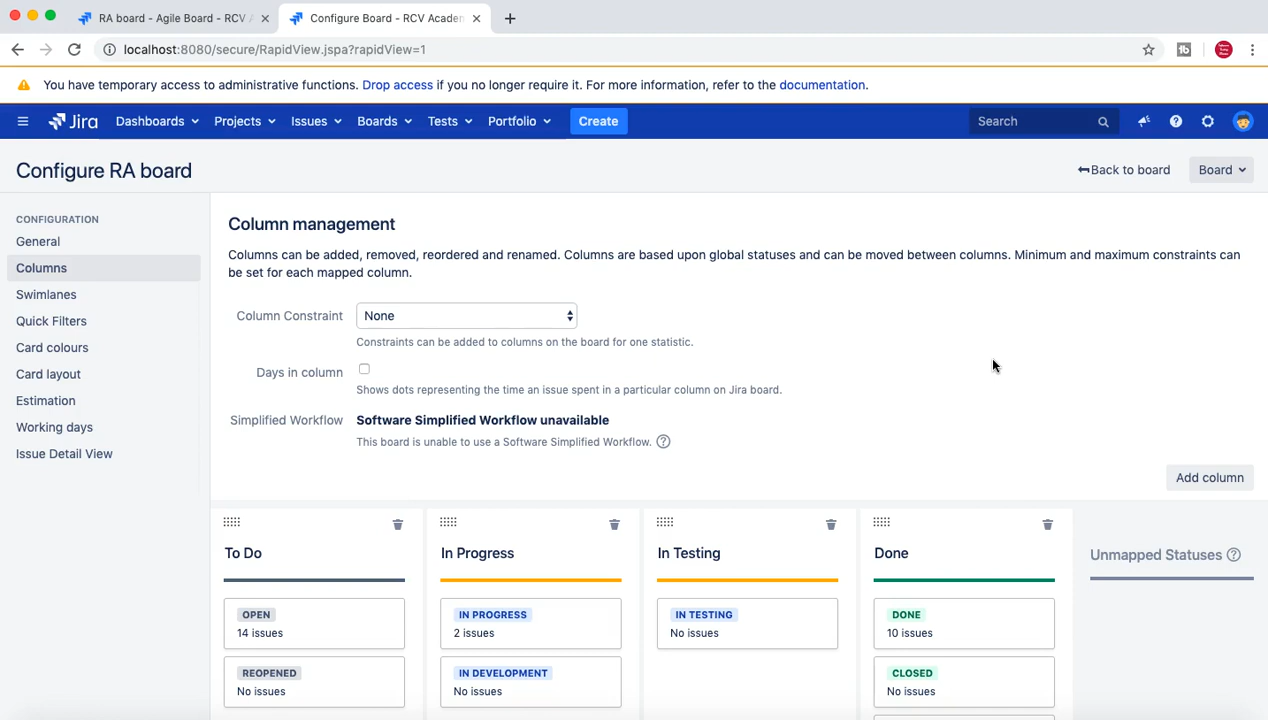 RA board - Agile Board - RCV A
Configure Board - RCV Academ
localhost:8080/secure/RapidView.jspa?rapidView=1
You have temporary access to administrative functions. Drop access if you no longer require it. For more information, refer to the documentation.
Jira Dashboards Projects Issues Boards Tests Portfolio Create Search
Configure RA board
Back to board Board
CONFIGURATION
General
Columns
Swimlanes
Quick Filters
Card colours
Card layout
Estimation
Working days
Issue Detail View
Column management
Columns can be added, removed, reordered and renamed. Columns are based upon global statuses and can be moved between columns. Minimum and maximum constraints can
be set for each mapped column.
Column Constraint None
Constraints can be added to columns on the board for one statistic.
Days in column
Shows dots representing the time an issue spent in a particular column on Jira board.
Simplified Workflow Software Simplified Workflow unavailable
This board is unable to use a Software Simplified Workflow.
Add column
To Do In Progress In Testing Done Unmapped Statuses
OPEN IN PROGRESS IN TESTING DONE
14 issues 2 issues No issues 10 issues
REOPENED IN DEVELOPMENT CLOSED
No issues No issues No issues